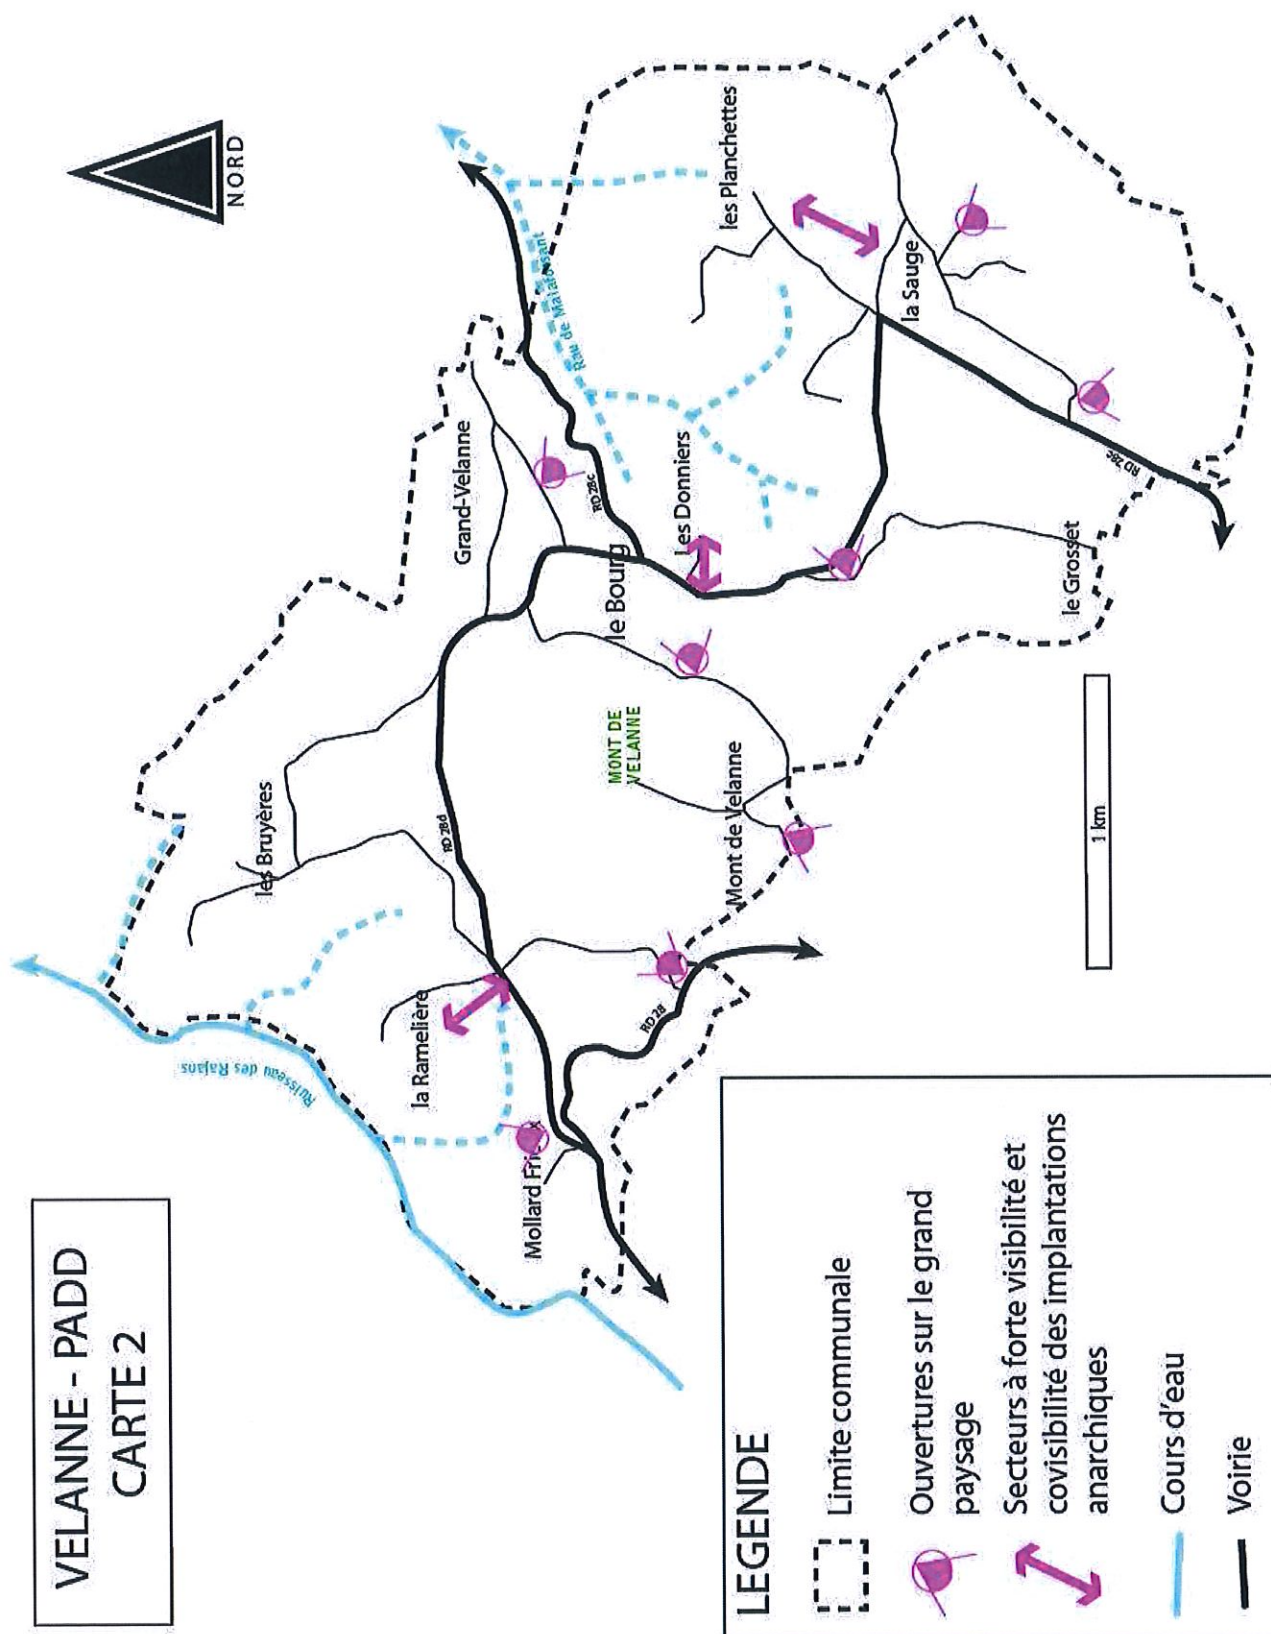 VELANNE - PADD
CARTE 2
NORD
Ruisseau des Rajans
les Bruyères
la Ramelière
Mollard
RD 28d
RD 28
Grand-Velanne
RD 28c
le Bourg
Les Donniers
MONT DE
VELANNE
Mont de Velanne
Rau de
les Planchettes
la Sauge
le Grosset
RD 28c
1 km
LEGENDE
Limite communale
Ouvertures sur le grand
paysage
Secteurs à forte visibilité et
covisibilité des implantations
anarchiques
Cours d'eau
Voirie